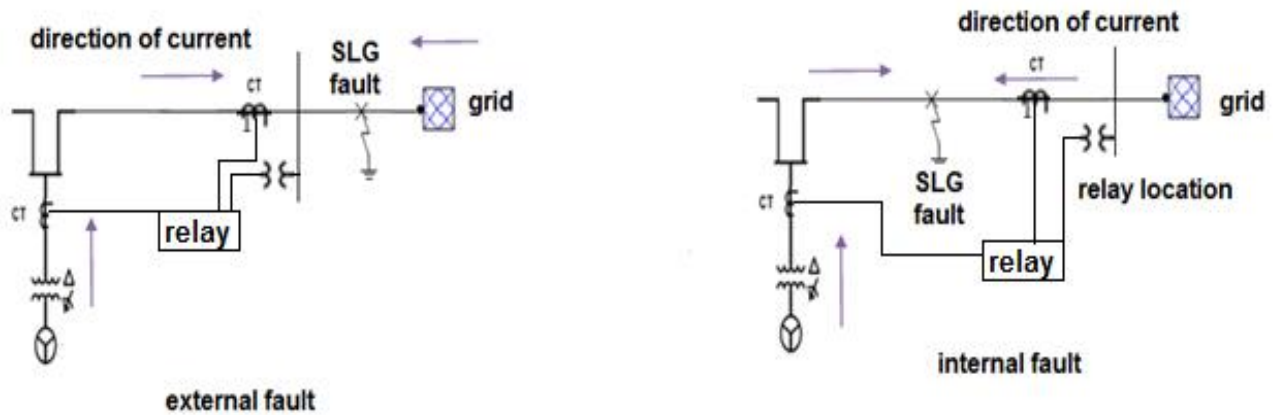 direction of current
SLG
fault
CT
grid
CT
relay
Δ
external fault
direction of current
CT
grid
SLG
fault
relay location
CT
relay
Δ
internal fault